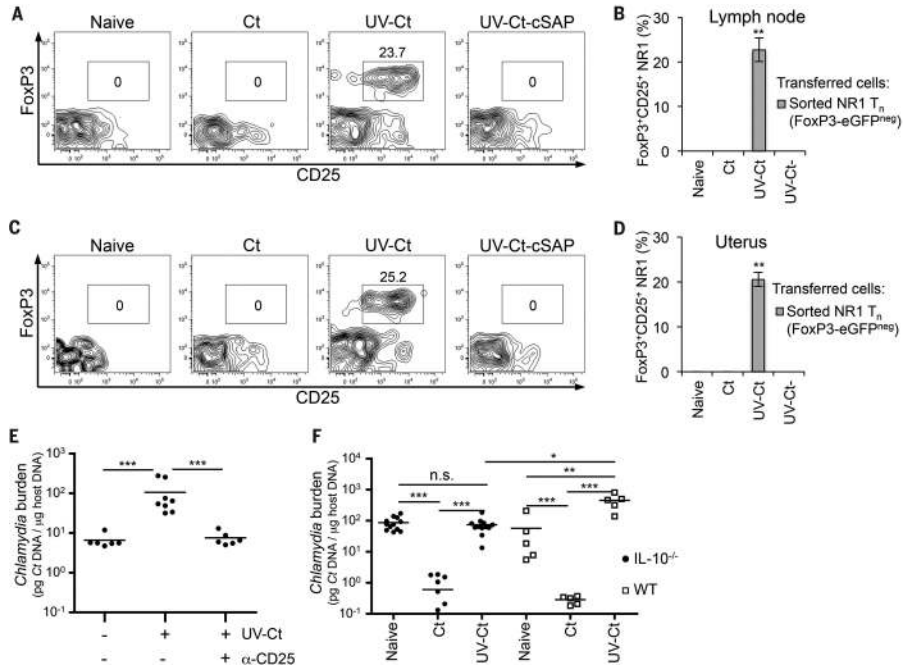 A
Naive
Ct
UV-Ct
UV-Ct-cSAP
0
0
23.7
0
FoxP3
CD25
B
Lymph node
FoxP3+CD25+ NR1 (%)
30
20
10
0
**
Naive
Ct
UV-Ct
UV-Ct-
Transferred cells:
Sorted NR1 Tn
(FoxP3-eGFPneg)
C
Naive
Ct
UV-Ct
UV-Ct-cSAP
0
0
25.2
0
FoxP3
CD25
D
Uterus
FoxP3+CD25+ NR1 (%)
30
20
10
0
**
Naive
Ct
UV-Ct
UV-Ct-
Transferred cells:
Sorted NR1 Tn
(FoxP3-eGFPneg)
E
Chlamydia burden
(pg Ct DNA / μg host DNA)
10³
10²
10¹
10⁰
10⁻¹
*** ***
- + + UV-Ct
- - + α-CD25
F
Chlamydia burden
(pg Ct DNA / μg host DNA)
10⁴
10³
10²
10¹
10⁰
10⁻¹
*
n.s. **
*** *** *** ***
Naive
Ct
UV-Ct
Naive
Ct
UV-Ct
IL-10⁻/⁻
WT